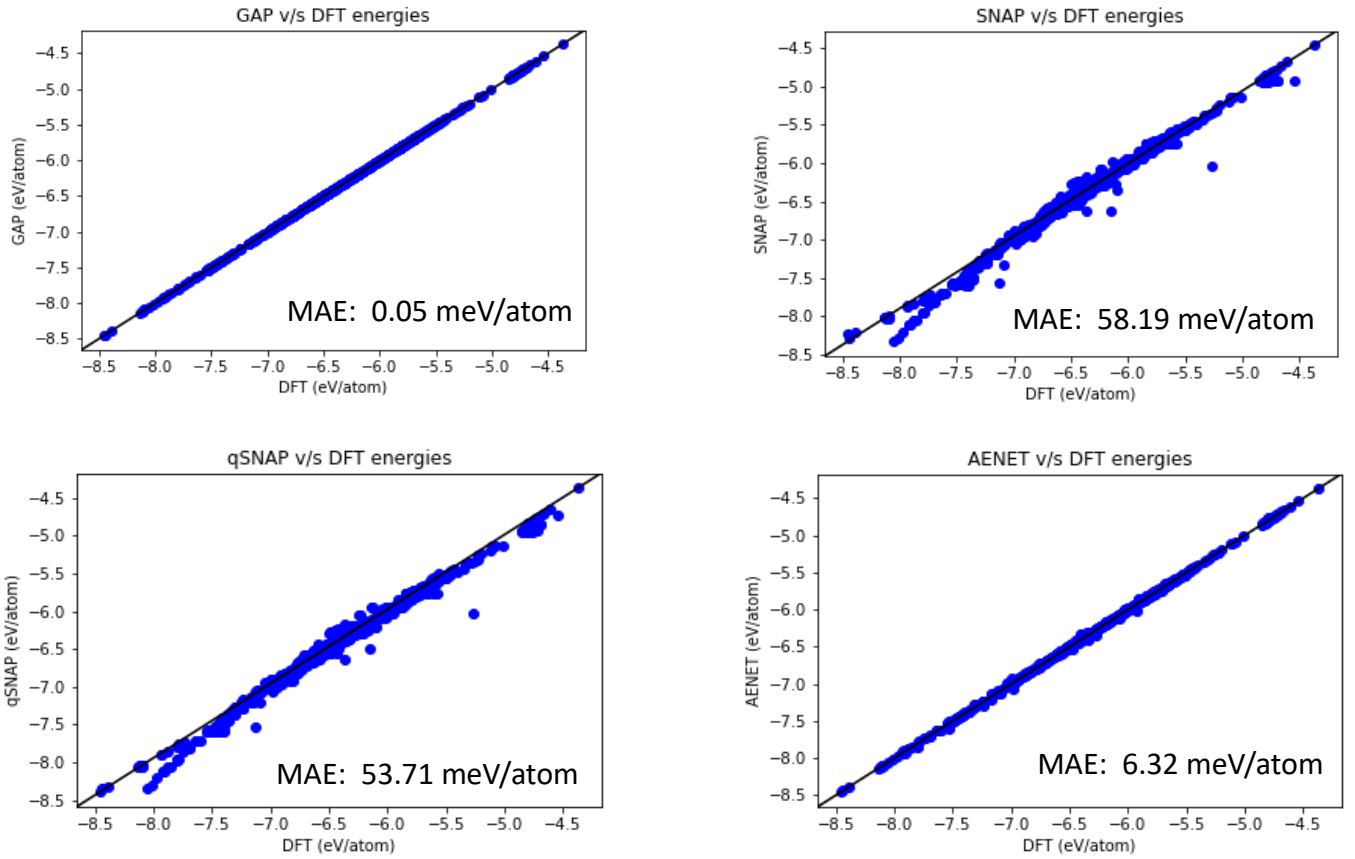 GAP v/s DFT energies
GAP (eV/atom)
−4.5
−5.0
−5.5
−6.0
−6.5
−7.0
−7.5
−8.0
−8.5
MAE: 0.05 meV/atom
−8.5 −8.0 −7.5 −7.0 −6.5 −6.0 −5.5 −5.0 −4.5
DFT (eV/atom)
SNAP v/s DFT energies
SNAP (eV/atom)
−4.5
−5.0
−5.5
−6.0
−6.5
−7.0
−7.5
−8.0
−8.5
MAE: 58.19 meV/atom
−8.5 −8.0 −7.5 −7.0 −6.5 −6.0 −5.5 −5.0 −4.5
DFT (eV/atom)
qSNAP v/s DFT energies
qSNAP (eV/atom)
−4.5
−5.0
−5.5
−6.0
−6.5
−7.0
−7.5
−8.0
−8.5
MAE: 53.71 meV/atom
−8.5 −8.0 −7.5 −7.0 −6.5 −6.0 −5.5 −5.0 −4.5
DFT (eV/atom)
AENET v/s DFT energies
AENET (eV/atom)
−4.5
−5.0
−5.5
−6.0
−6.5
−7.0
−7.5
−8.0
−8.5
MAE: 6.32 meV/atom
−8.5 −8.0 −7.5 −7.0 −6.5 −6.0 −5.5 −5.0 −4.5
DFT (eV/atom)